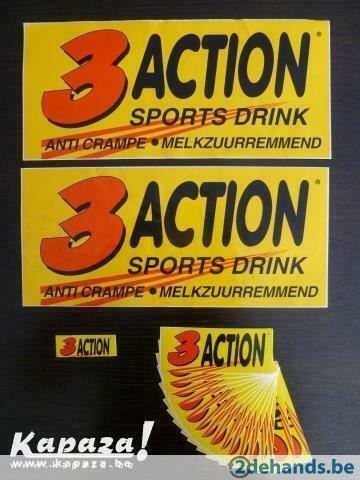 3 ACTION®
SPORTS DRINK
ANTI CRAMPE • MELKZUURREMMEND
3 ACTION®
SPORTS DRINK
ANTI CRAMPE • MELKZUURREMMEND
3 ACTION
3 ACTION
Kapaza!
www.kapaza.be
2dehands.be